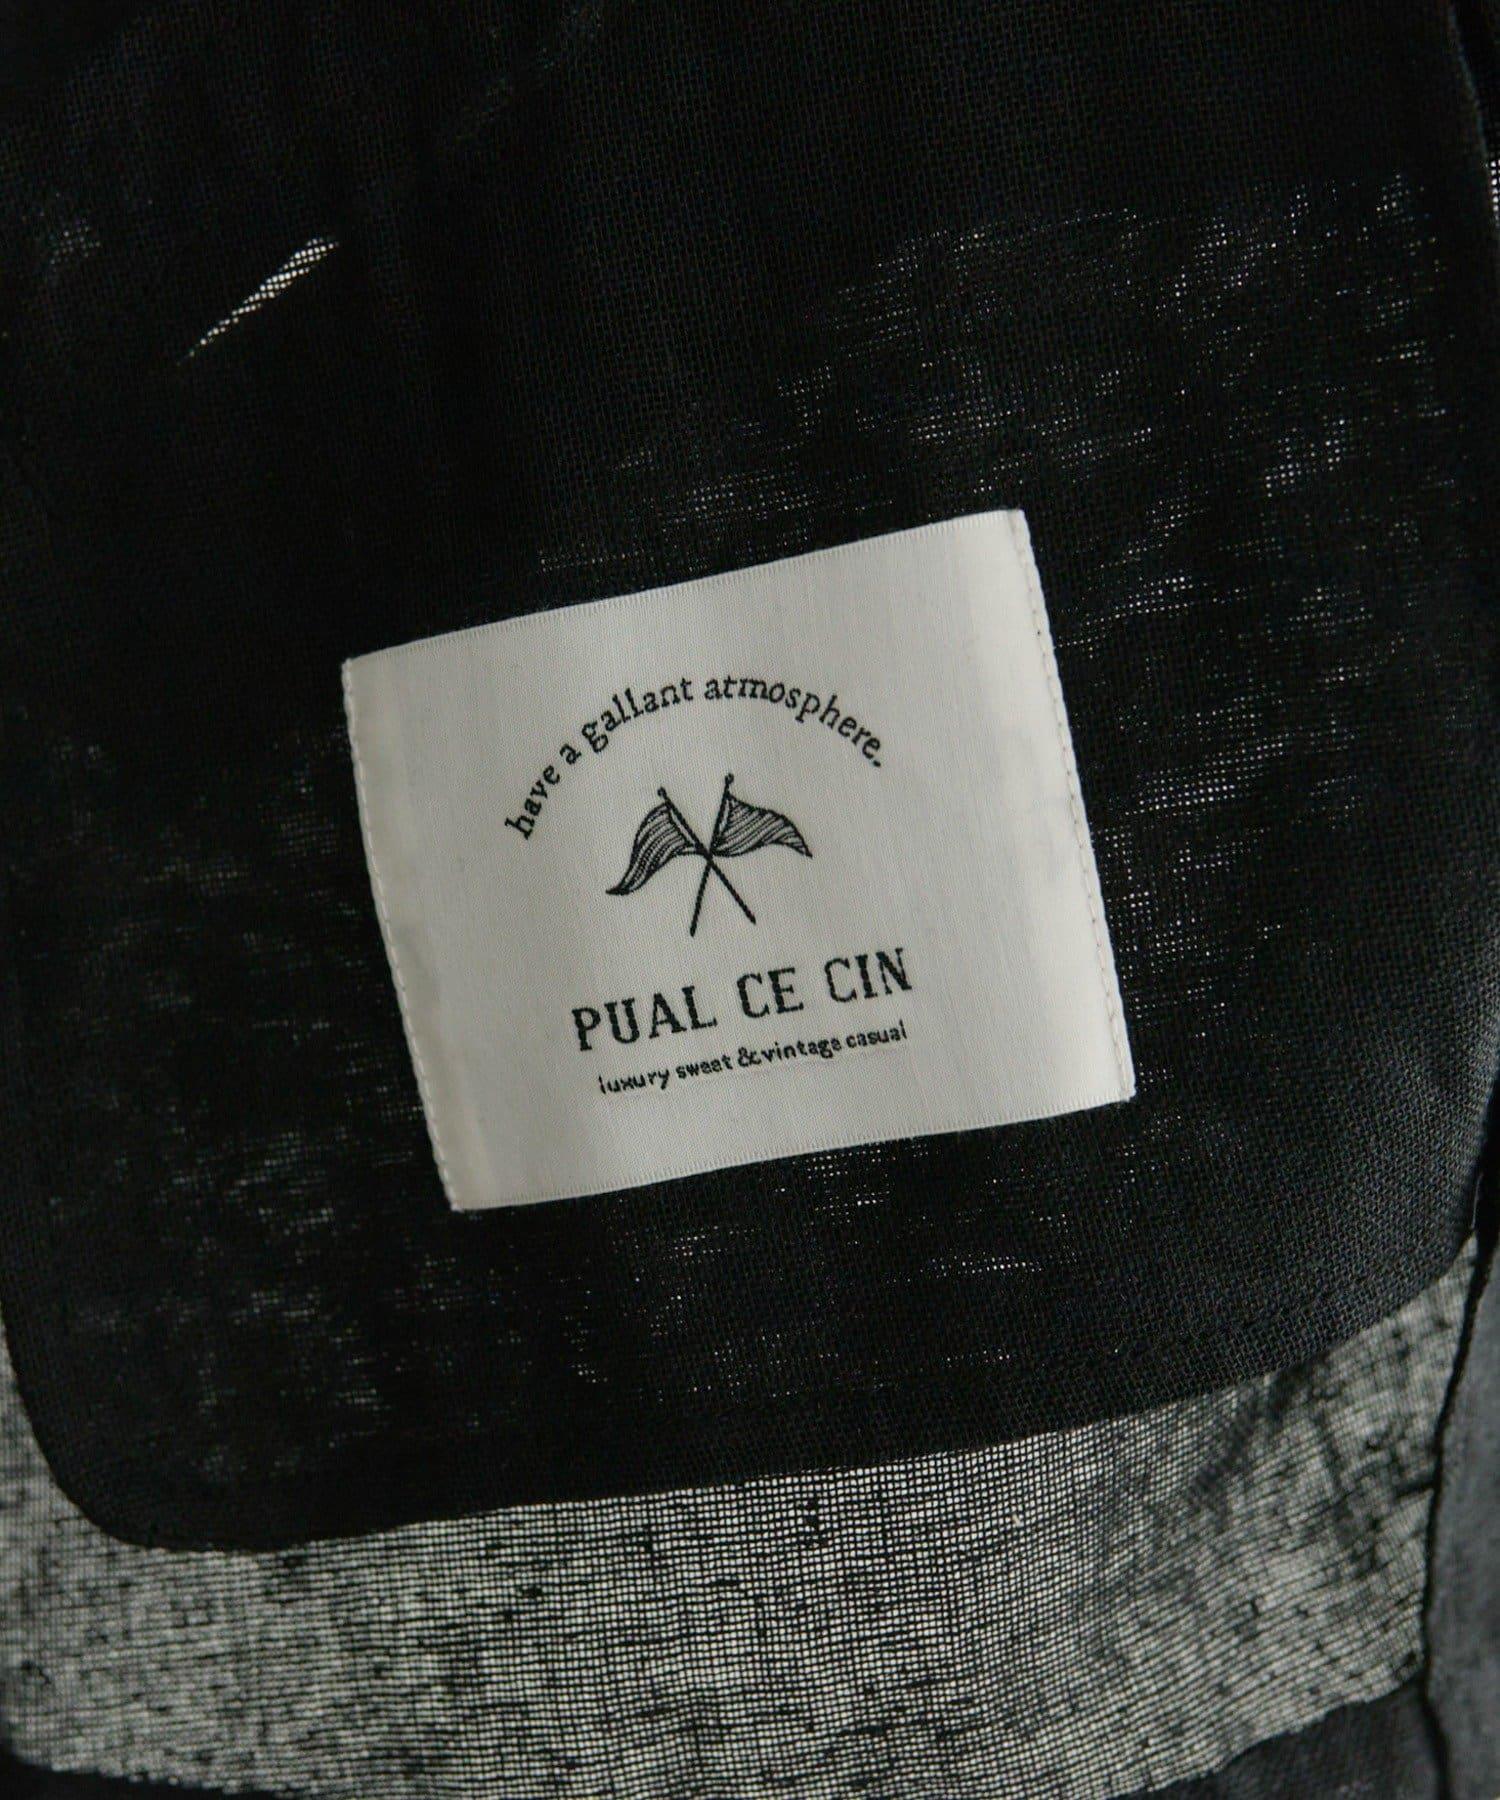 have a gallant atmosphere.
PUAL CE CIN
luxury sweet & vintage casual